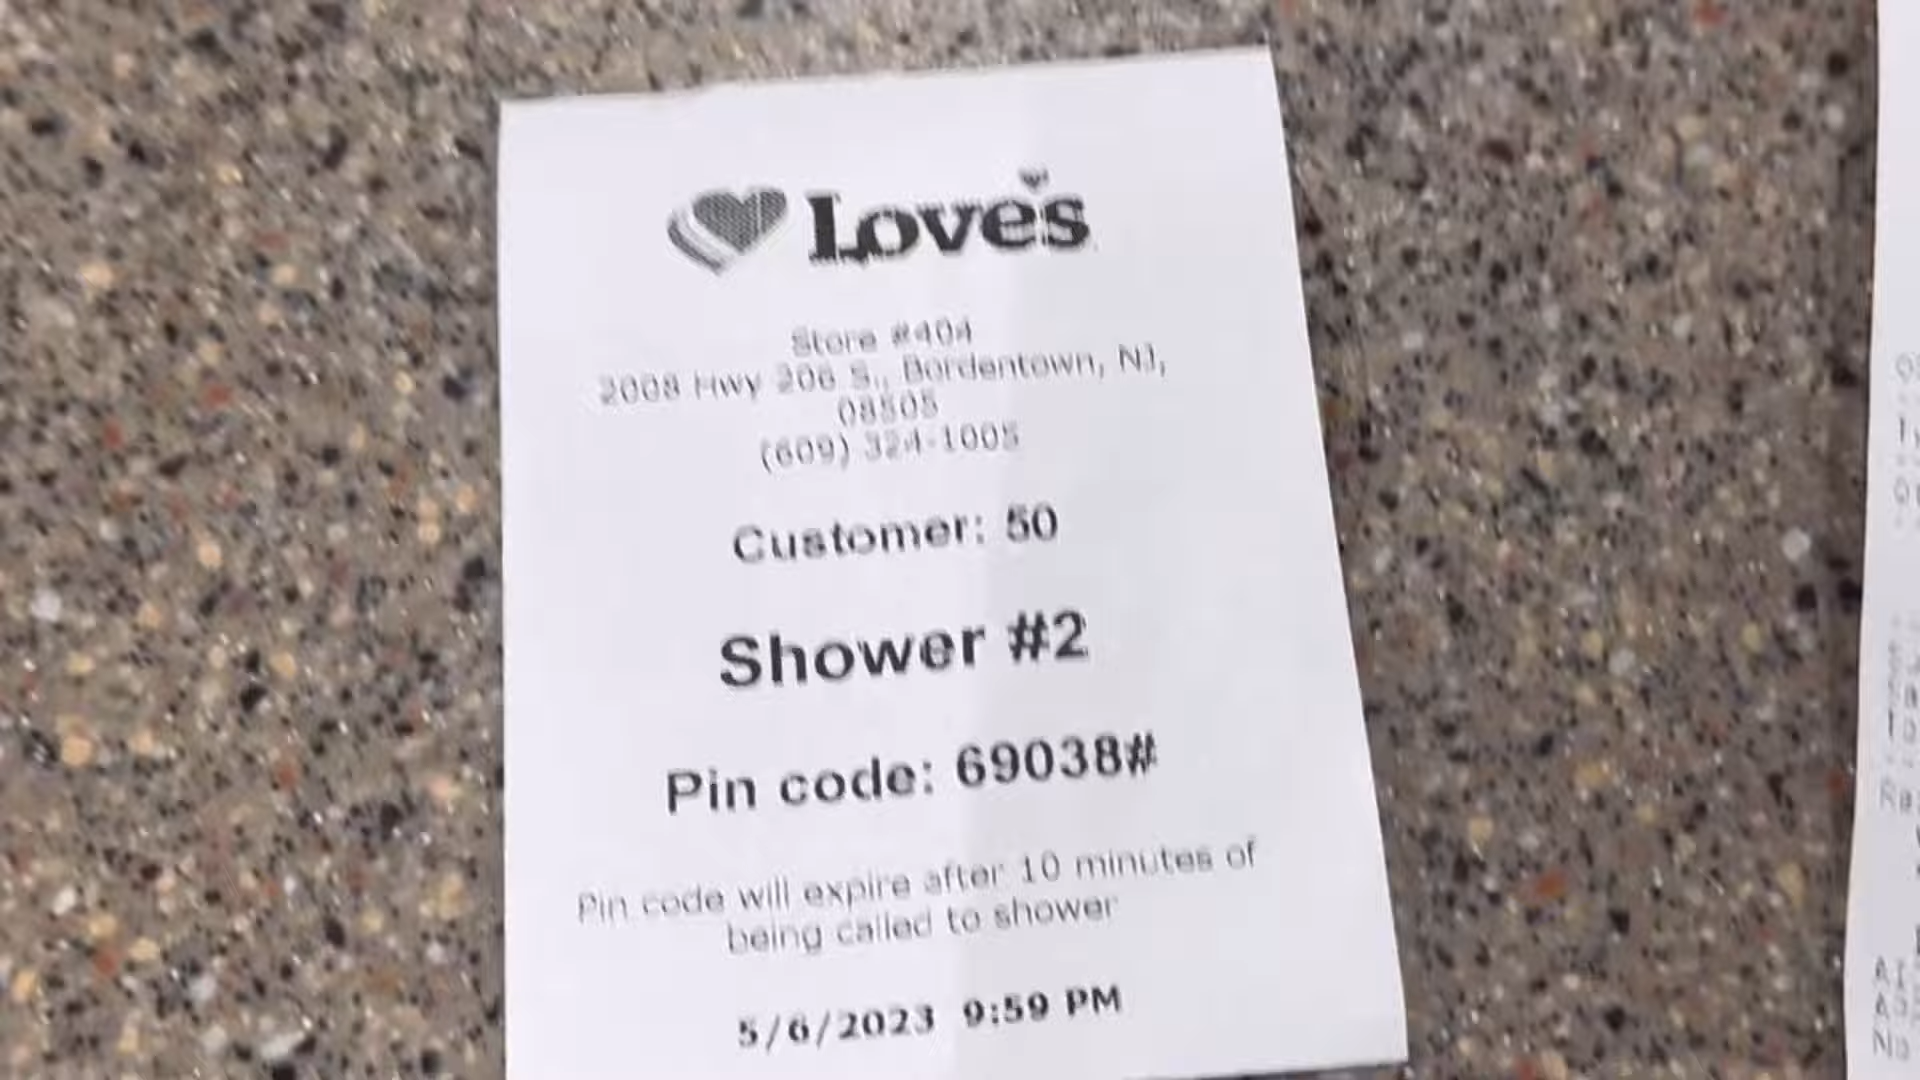 Love's
Store #404
2008 Hwy 206 S., Bordentown, NJ,
08505
(609) 324-1005
Customer: 50
Shower #2
Pin code: 69038#
Pin code will expire after 10 minutes of
being called to shower
5/6/2023 9:59 PM